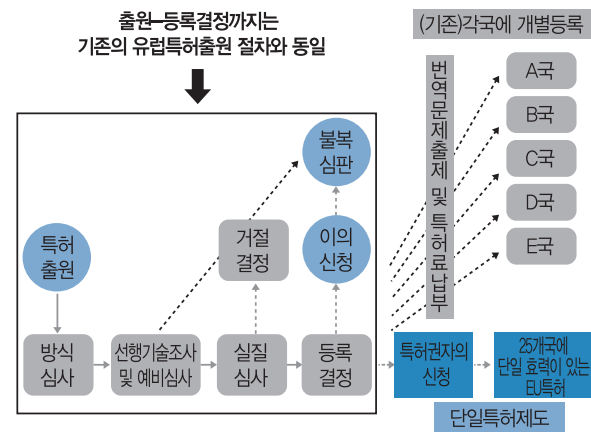 출원—등록결정까지는
기존의 유럽특허출원 절차와 동일
(기존)각국에 개별등록
번역문제출제 및 특허료납부
A국
B국
C국
D국
E국
불복
심판
특허
출원
거절
결정
이의
신청
방식
심사
선행기술조사
및 예비심사
실질
심사
등록
결정
특허권자의
신청
25개국에
단일 효력이 있는
EU특허
단일특허제도